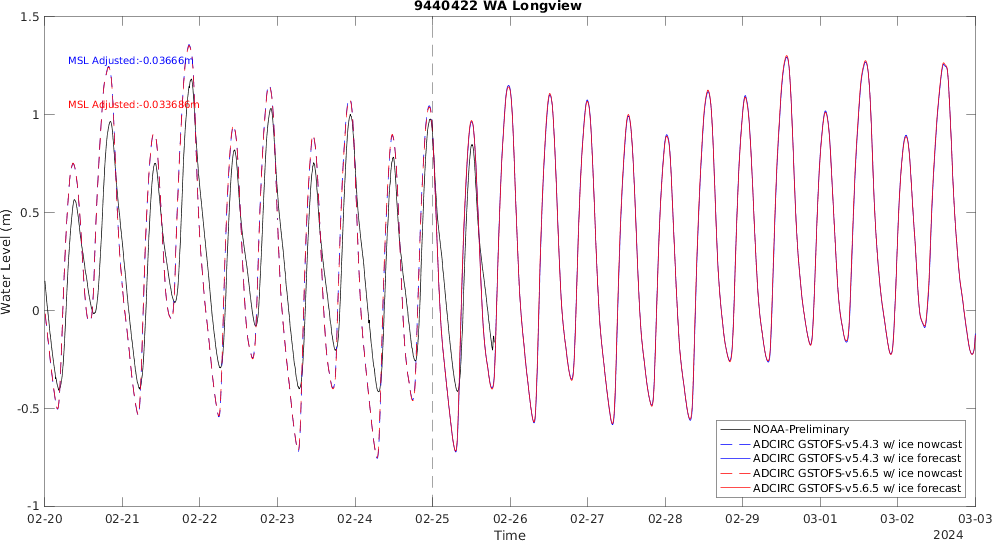 9440422 WA Longview
1.5
MSL Adjusted:-0.03666m
MSL Adjusted:-0.033686m
1
0.5
0
-0.5
-1
Water Level (m)
NOAA-Preliminary
ADCIRC GSTOFS-v5.4.3 w/ ice nowcast
ADCIRC GSTOFS-v5.4.3 w/ ice forecast
ADCIRC GSTOFS-v5.6.5 w/ ice nowcast
ADCIRC GSTOFS-v5.6.5 w/ ice forecast
02-20 02-21 02-22 02-23 02-24 02-25 02-26 02-27 02-28 02-29 03-01 03-02 03-03
Time
2024